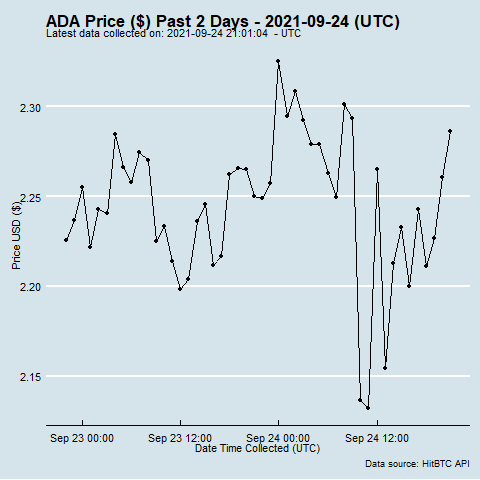 ADA Price ($) Past 2 Days - 2021-09-24 (UTC)
Latest data collected on: 2021-09-24 21:01:04 - UTC
Price USD ($)
2.30
2.25
2.20
2.15
Sep 23 00:00 Sep 23 12:00 Sep 24 00:00 Sep 24 12:00
Date Time Collected (UTC)
Data source: HitBTC API